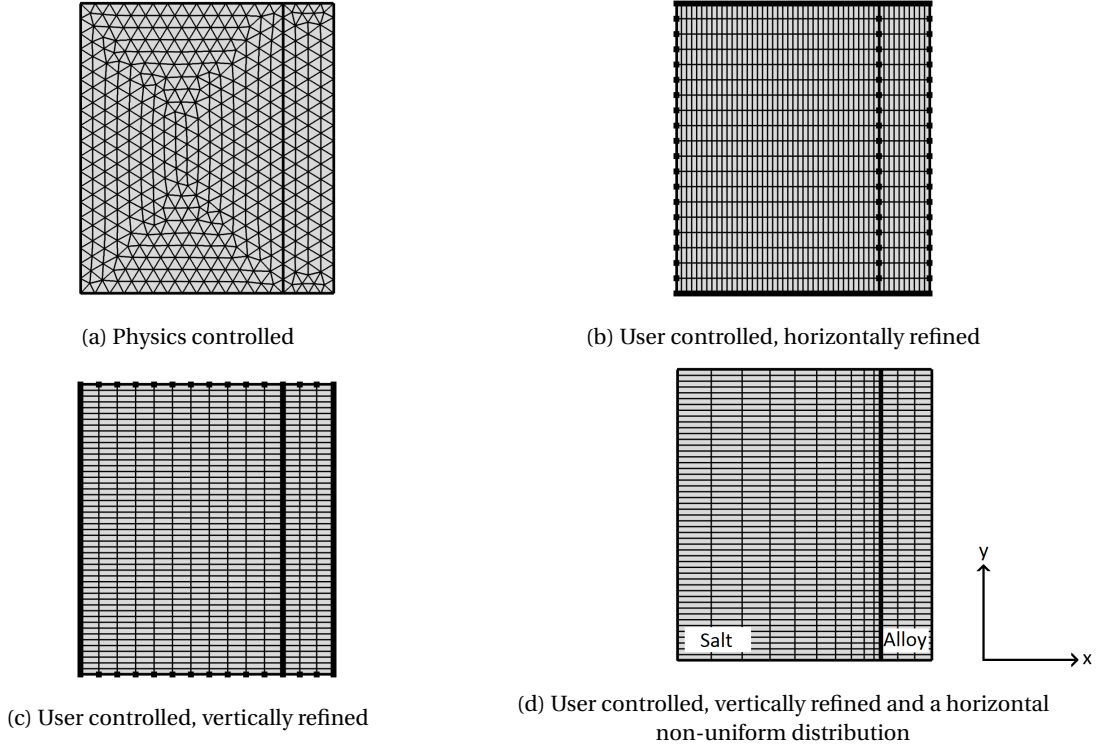 (a) Physics controlled
(b) User controlled, horizontally refined
Salt
Alloy
y
x
(c) User controlled, vertically refined
(d) User controlled, vertically refined and a horizontal
non-uniform distribution